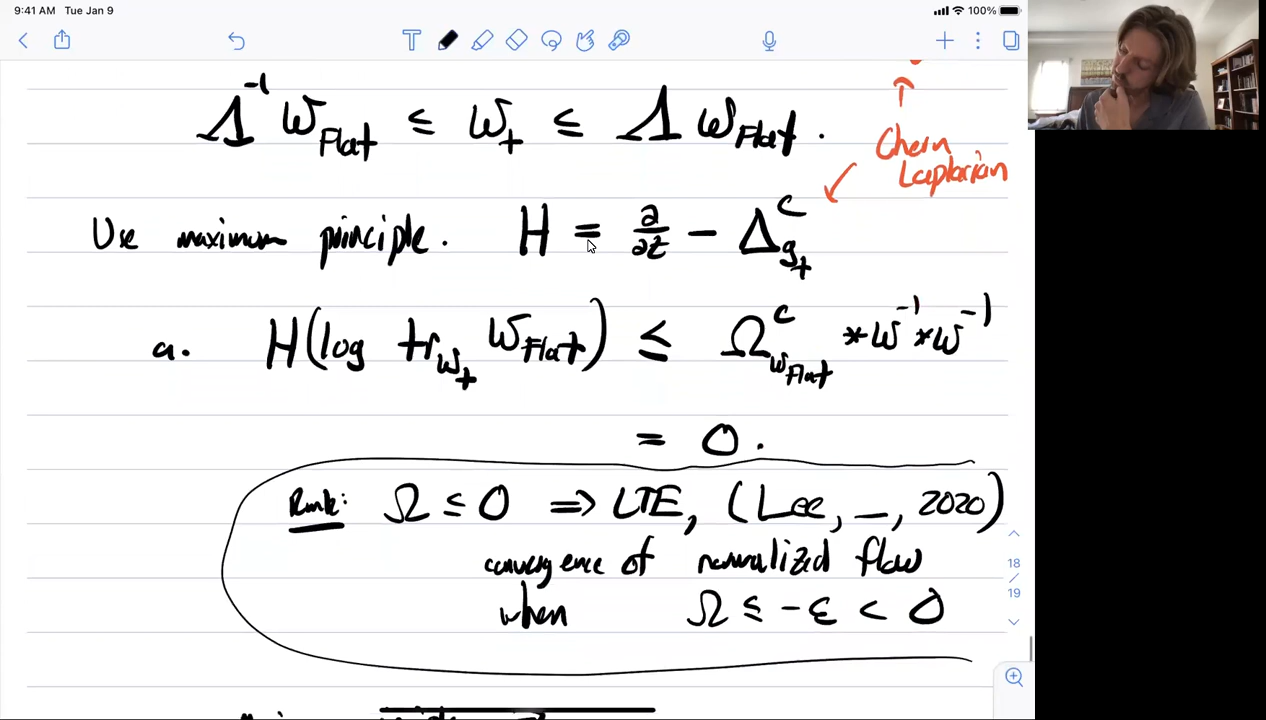 9:41 AM Tue Jan 9
100%
Λ⁻¹ ω_Flat ≤ ω_t ≤ Λ ω_Flat.
Chern
Laplacian
Use maximum principle. H = ∂/∂t − Δ^C_{g_t}
a. H(log tr_{ω_t} ω_Flat) ≤ Ω^C_{ω_Flat} * ω⁻¹ * ω⁻¹
= 0.
Rmk: Ω ≤ 0 ⇒ LTE, (Lee, _, 2020)
convergence of normalized flow
when Ω ≤ −ε < 0
18
/
19